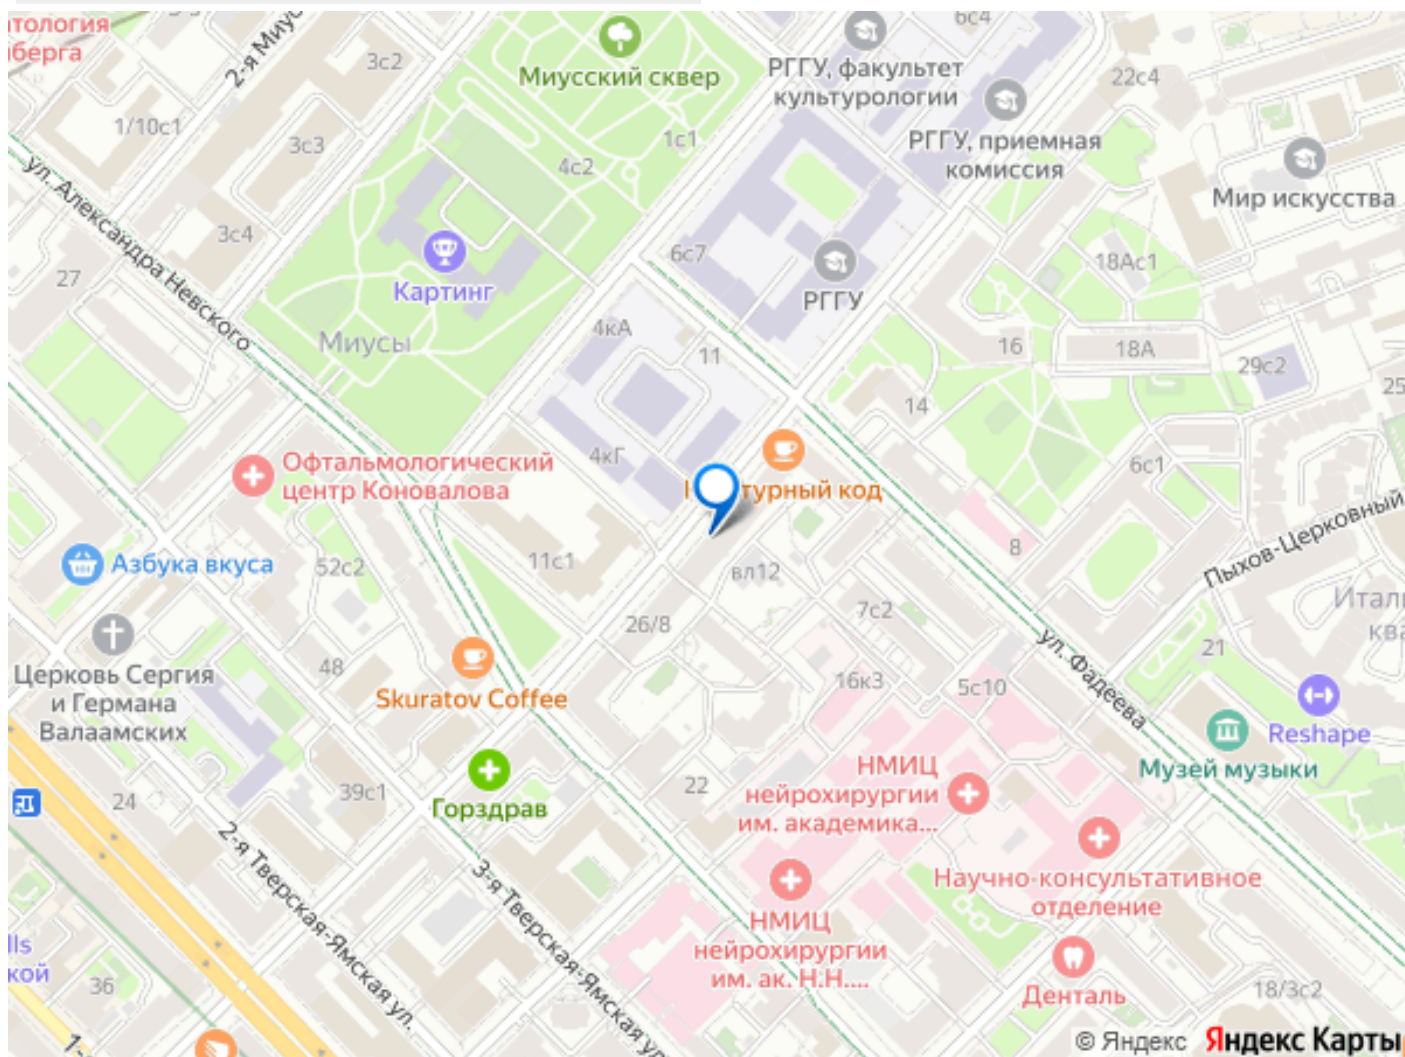 тология
берга
2-я Миус
3с2
Миусский сквер
РГГУ, факультет
культурологии
6с4
22с4
1/10с1
3с3
1с1
4с2
РГГУ, приемная
комиссия
Мир искусства
ул. Александра Невского
3с4
27
Картинг
6с7
РГГУ
18Ас1
Миусы
4кА
11
16
18А
29с2
25
14
Офтальмологический
центр Коновалова
4кГ
турный код
6с1
Пыхов-Церковный
Азбука вкуса
52с2
11с1
вл12
8
7с2
26/8
Церковь Сергия
и Германа
Валаамских
48
Skuratov Coffee
16к3
5с10
ул. Фадеева
21
Reshape
Музей музыки
НМИЦ
нейрохирургии
им. академика...
22
Горздрав
39с1
24
2-я Тверская-Ямская ул.
3-я Тверская-Ямская ул
Научно-консультативное
отделение
НМИЦ
нейрохирургии
им. ак. Н.Н....
lls
кой
36
1-
Денталь
18/3с2
© Яндекс Яндекс Карты